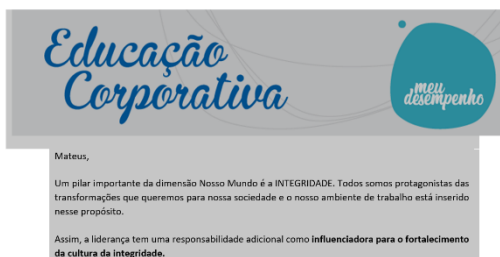 Educação
Corporativa
meu
desempenho
Mateus,
Um pilar importante da dimensão Nosso Mundo é a INTEGRIDADE. Todos somos protagonistas das
transformações que queremos para nossa sociedade e o nosso ambiente de trabalho está inserido
nesse propósito.
Assim, a liderança tem uma responsabilidade adicional como influenciadora para o fortalecimento
da cultura da integridade.